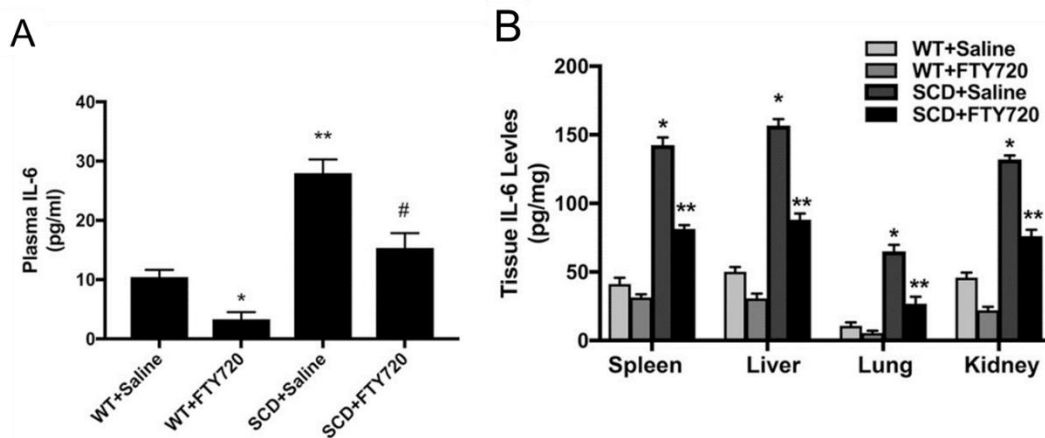 A
Plasma IL-6
(pg/ml)
40
30
20
10
0
*
**
#
WT+Saline
WT+FTY720
SCD+Saline
SCD+FTY720
B
WT+Saline
WT+FTY720
SCD+Saline
SCD+FTY720
Tissue IL-6 Levles
(pg/mg)
200
150
100
50
0
*
**
*
**
*
**
*
**
Spleen
Liver
Lung
Kidney